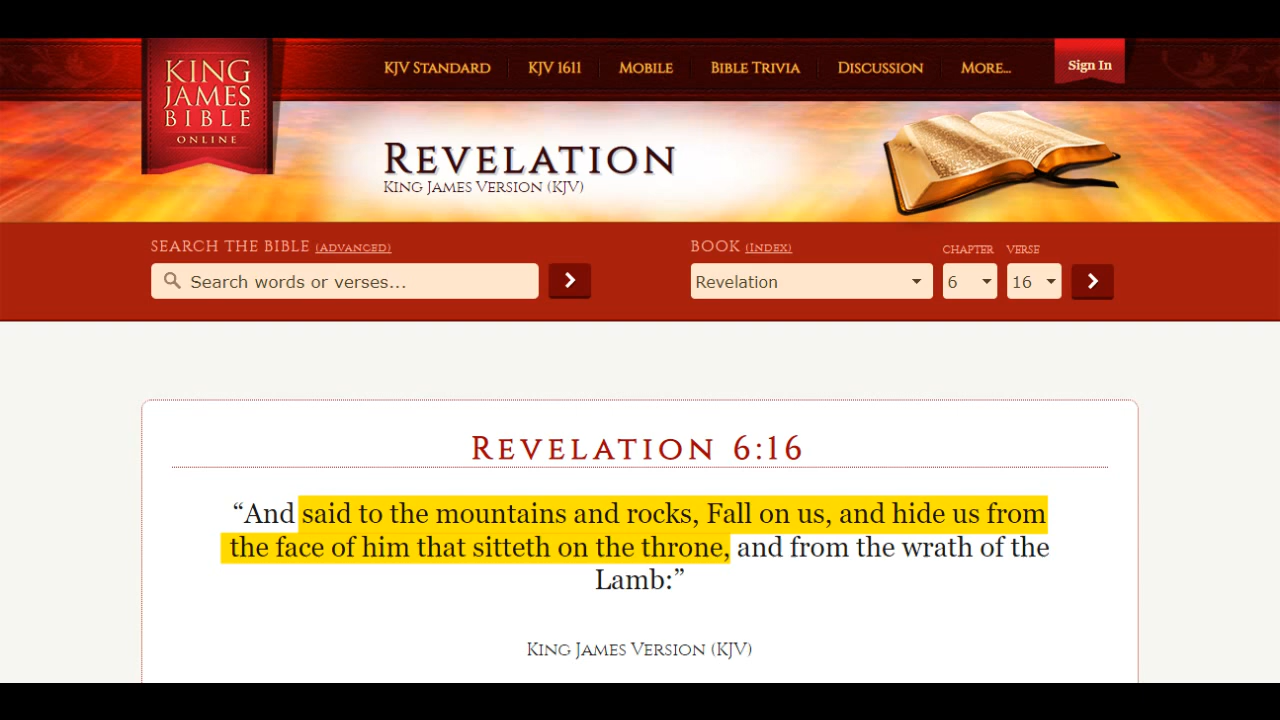 KING
JAMES
BIBLE
ONLINE
KJV Standard
KJV 1611
Mobile
Bible Trivia
Discussion
More...
Sign In
Revelation
King James Version (KJV)
SEARCH THE BIBLE (Advanced)
Search words or verses...
BOOK (Index)
CHAPTER
VERSE
Revelation
6
16
Revelation 6:16
“And said to the mountains and rocks, Fall on us, and hide us from
the face of him that sitteth on the throne, and from the wrath of the
Lamb:”
King James Version (KJV)